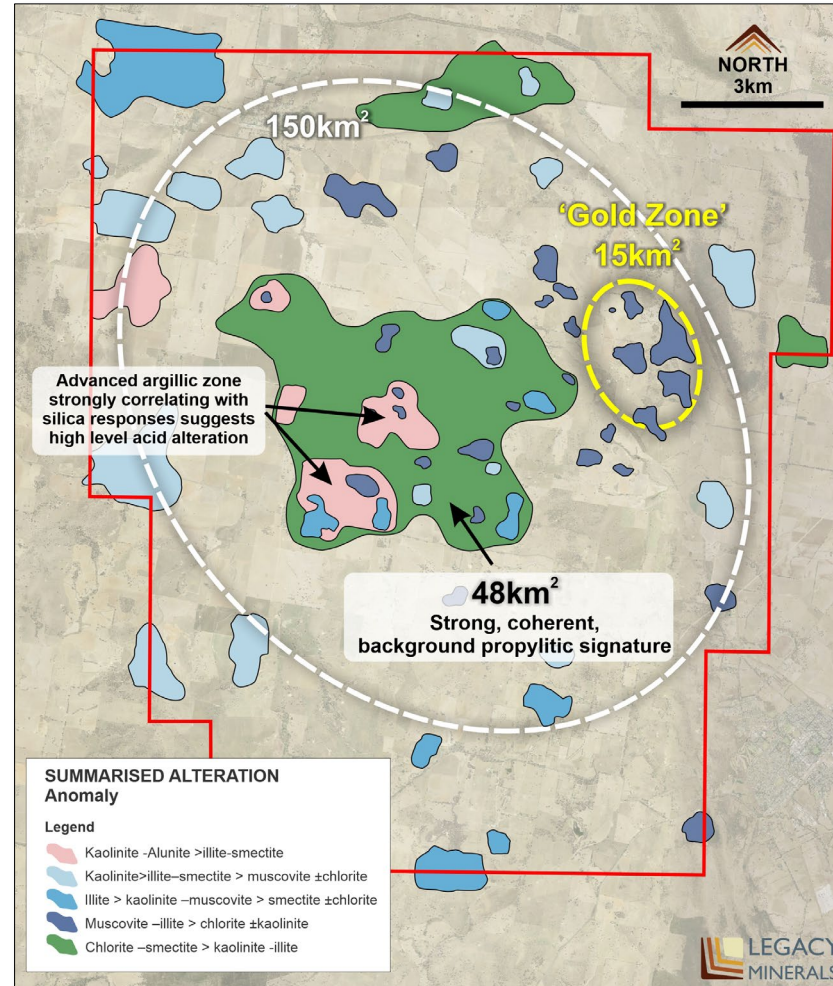 NORTH
3km
150km²
'Gold Zone'
15km²
Advanced argillic zone
strongly correlating with
silica responses suggests
high level acid alteration
48km²
Strong, coherent,
background propylitic signature
SUMMARISED ALTERATION
Anomaly
Legend
Kaolinite -Alunite >illite-smectite
Kaolinite>illite–smectite > muscovite ±chlorite
Illite > kaolinite –muscovite > smectite ±chlorite
Muscovite –illite > chlorite ±kaolinite
Chlorite –smectite > kaolinite -illite
LEGACY
MINERALS